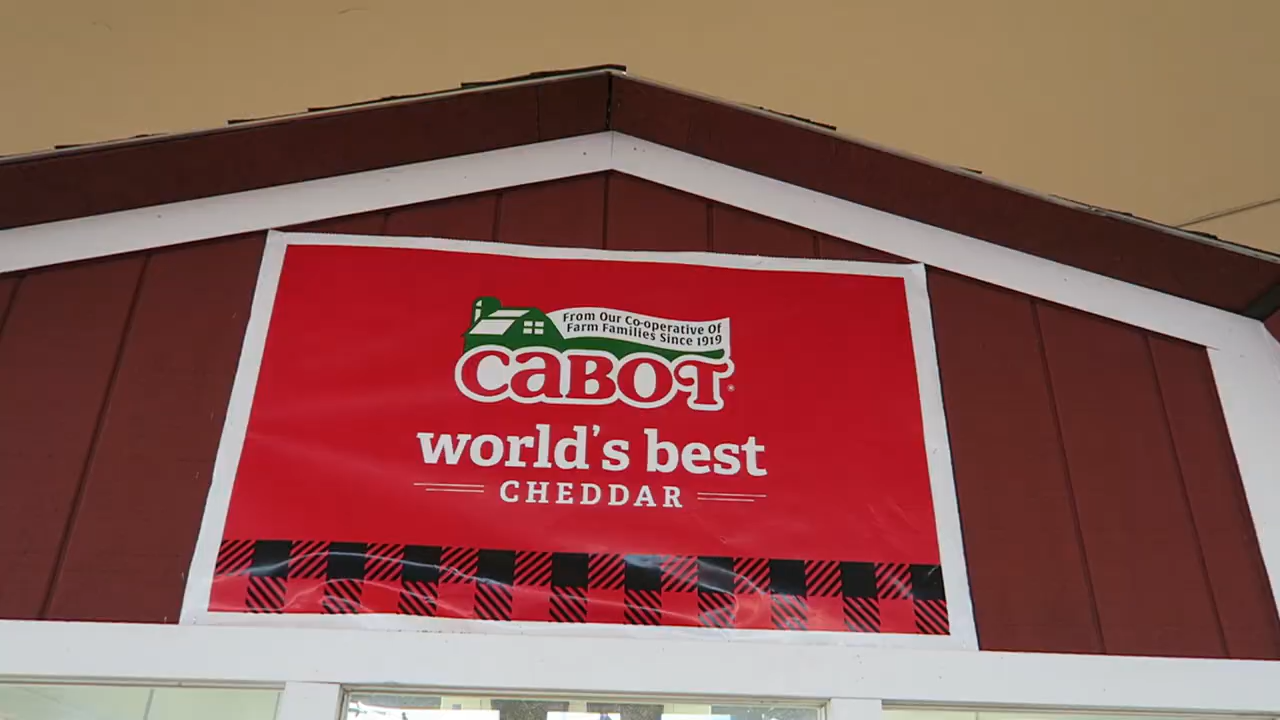 From Our Co-operative Of
Farm Families Since 1919
CABOT
world's best
CHEDDAR